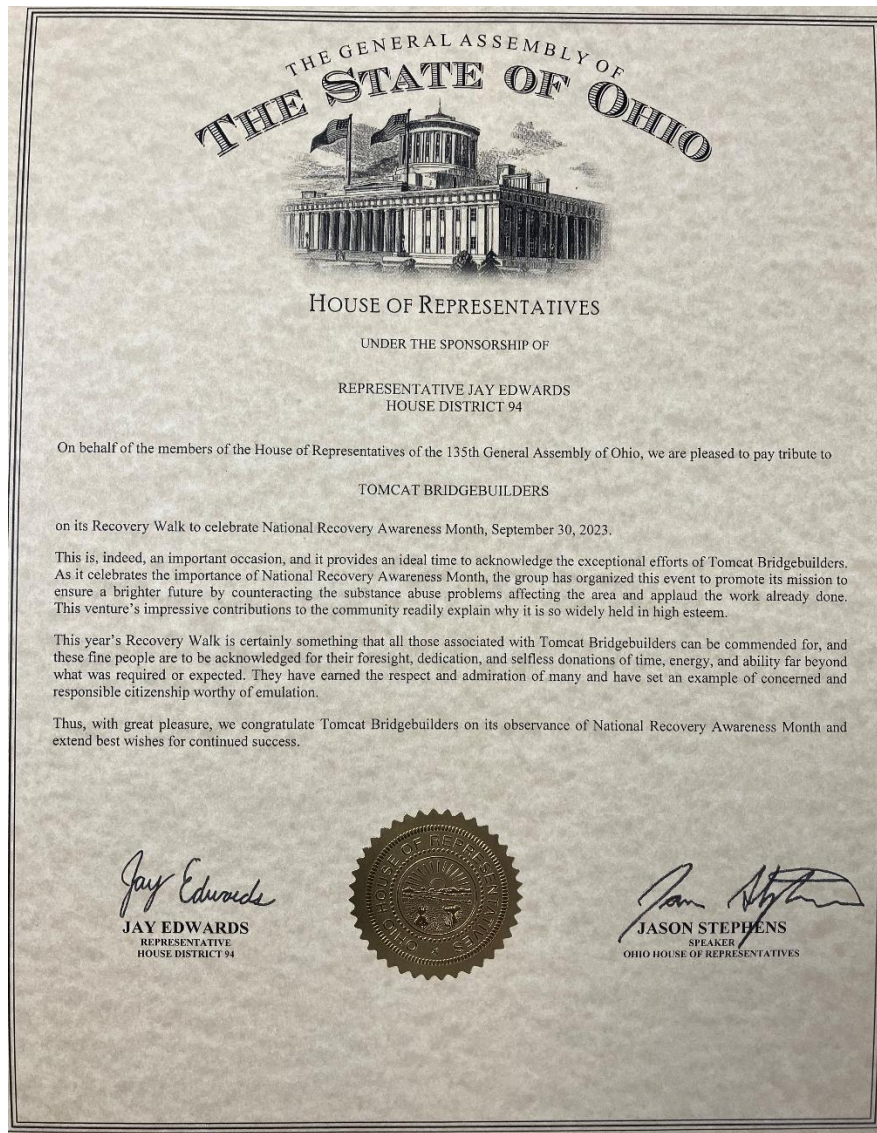 THE GENERAL ASSEMBLY OF
THE STATE OF OHIO
HOUSE OF REPRESENTATIVES
UNDER THE SPONSORSHIP OF
REPRESENTATIVE JAY EDWARDS
HOUSE DISTRICT 94
On behalf of the members of the House of Representatives of the 135th General Assembly of Ohio, we are pleased to pay tribute to
TOMCAT BRIDGEBUILDERS
on its Recovery Walk to celebrate National Recovery Awareness Month, September 30, 2023.
This is, indeed, an important occasion, and it provides an ideal time to acknowledge the exceptional efforts of Tomcat Bridgebuilders.
As it celebrates the importance of National Recovery Awareness Month, the group has organized this event to promote its mission to
ensure a brighter future by counteracting the substance abuse problems affecting the area and applaud the work already done.
This venture's impressive contributions to the community readily explain why it is so widely held in high esteem.
This year's Recovery Walk is certainly something that all those associated with Tomcat Bridgebuilders can be commended for, and
these fine people are to be acknowledged for their foresight, dedication, and selfless donations of time, energy, and ability far beyond
what was required or expected. They have earned the respect and admiration of many and have set an example of concerned and
responsible citizenship worthy of emulation.
Thus, with great pleasure, we congratulate Tomcat Bridgebuilders on its observance of National Recovery Awareness Month and
extend best wishes for continued success.
Jay Edwards
JAY EDWARDS
REPRESENTATIVE
HOUSE DISTRICT 94
OHIO HOUSE OF REPRESENTATIVES
JASON STEPHENS
SPEAKER
OHIO HOUSE OF REPRESENTATIVES